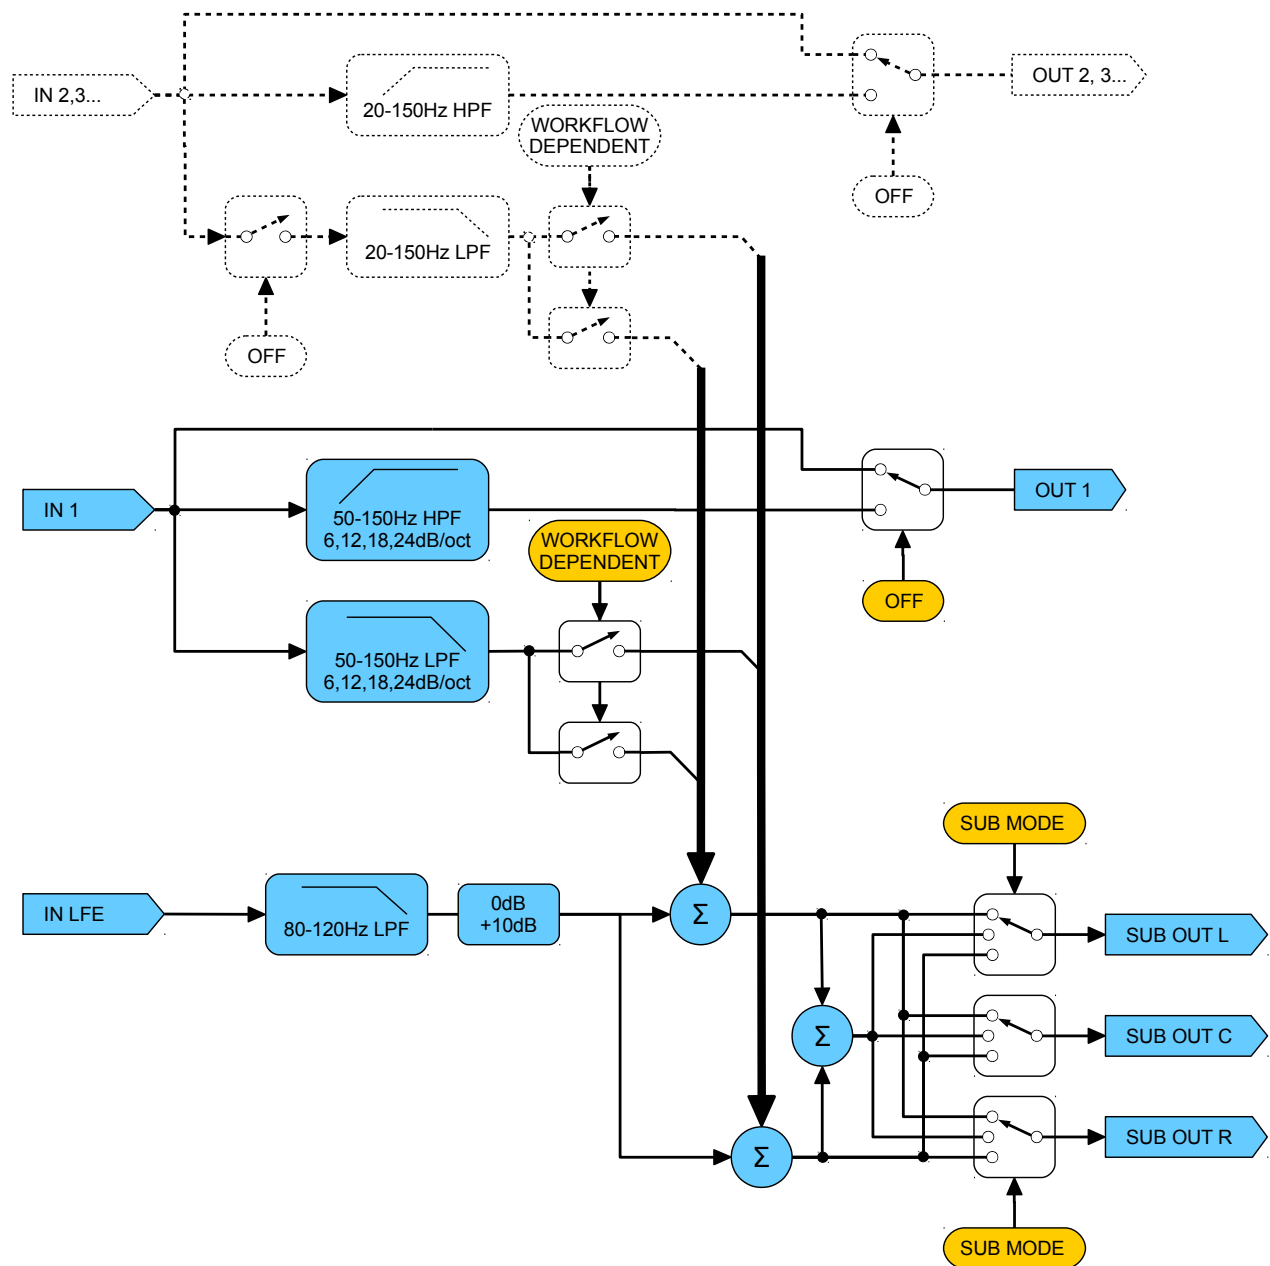 IN 2,3...
20-150Hz HPF
OUT 2, 3...
WORKFLOW
DEPENDENT
OFF
20-150Hz LPF
OFF
IN 1
50-150Hz HPF
6,12,18,24dB/oct
OUT 1
WORKFLOW
DEPENDENT
OFF
50-150Hz LPF
6,12,18,24dB/oct
SUB MODE
IN LFE
80-120Hz LPF
0dB
+10dB
Σ
SUB OUT L
Σ
SUB OUT C
Σ
SUB OUT R
SUB MODE